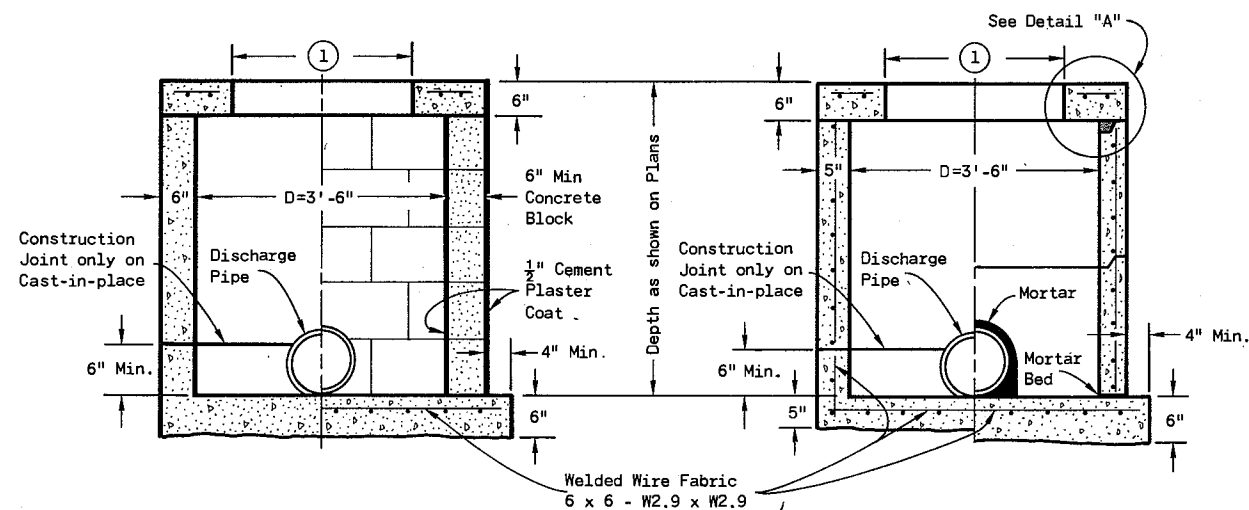 See Detail "A"
1
1
6"
6"
6"
D=3'-6"
6" Min
Concrete
Block
Depth as shown on Plans
5"
D=3'-6"
Construction
Joint only on
Cast-in-place
Discharge
Pipe
1/2" Cement
Plaster
Coat
Construction
Joint only on
Cast-in-place
Discharge
Pipe
Mortar
6" Min.
4" Min.
6" Min.
Mortar
Bed
4" Min.
6"
5"
6"
Welded Wire Fabric
6 x 6 - W2.9 x W2.9